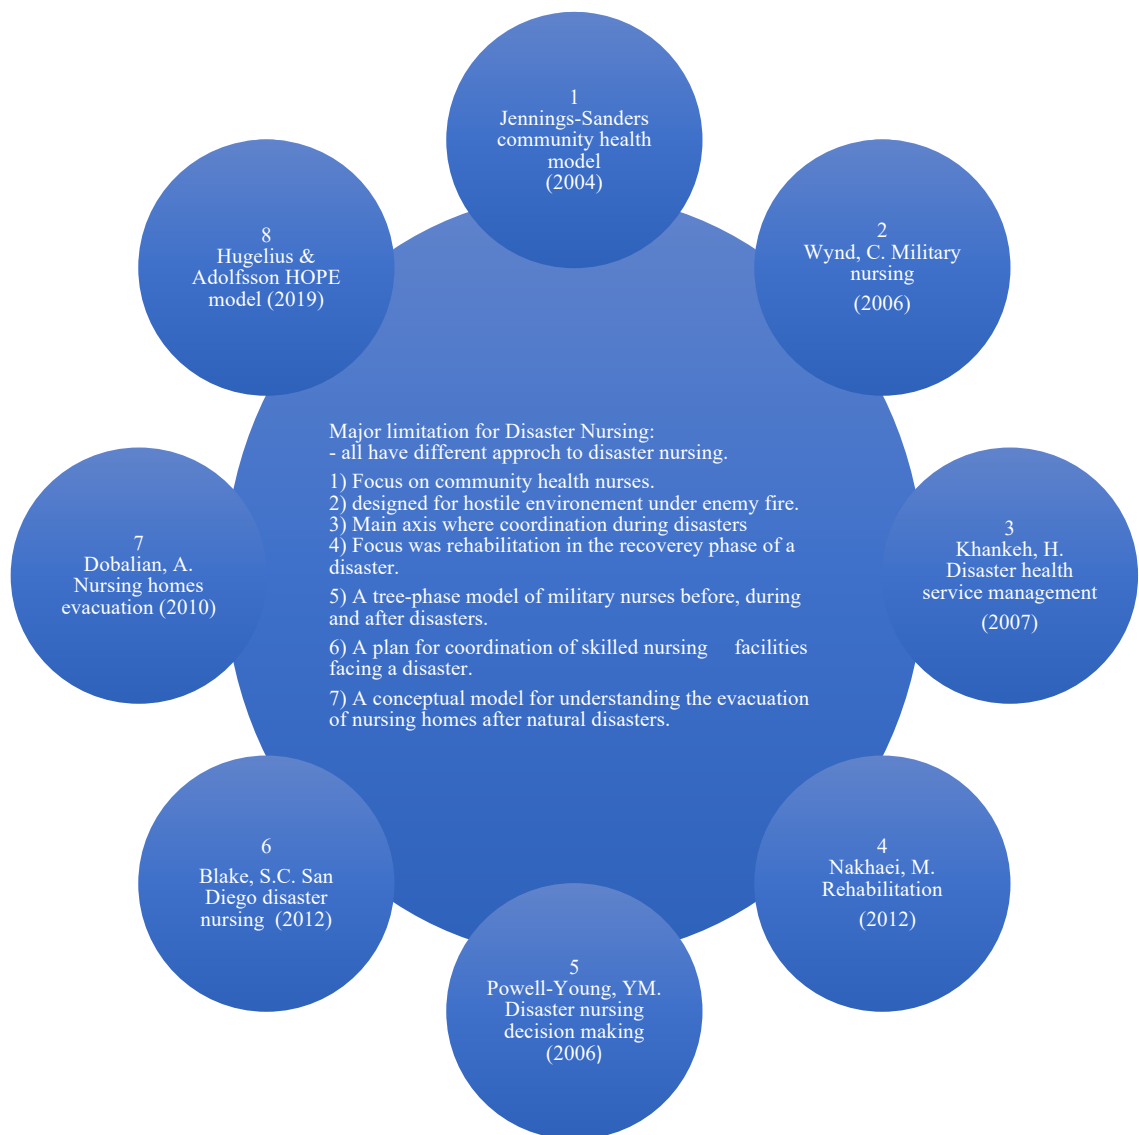 1
Jennings-Sanders
community health
model
(2004)
2
Wynd, C. Military
nursing
(2006)
3
Khankeh, H.
Disaster health
service management
(2007)
4
Nakhaei, M.
Rehabilitation
(2012)
5
Powell-Young, YM.
Disaster nursing
decision making
(2006)
6
Blake, S.C. San
Diego disaster
nursing (2012)
7
Dobalian, A.
Nursing homes
evacuation (2010)
8
Hugelius &
Adolfsson HOPE
model (2019)
Major limitation for Disaster Nursing:
- all have different approch to disaster nursing.
1) Focus on community health nurses.
2) designed for hostile environement under enemy fire.
3) Main axis where coordination during disasters
4) Focus was rehabilitation in the recoverey phase of a
disaster.
5) A tree-phase model of military nurses before, during
and after disasters.
6) A plan for coordination of skilled nursing facilities
facing a disaster.
7) A conceptual model for understanding the evacuation
of nursing homes after natural disasters.